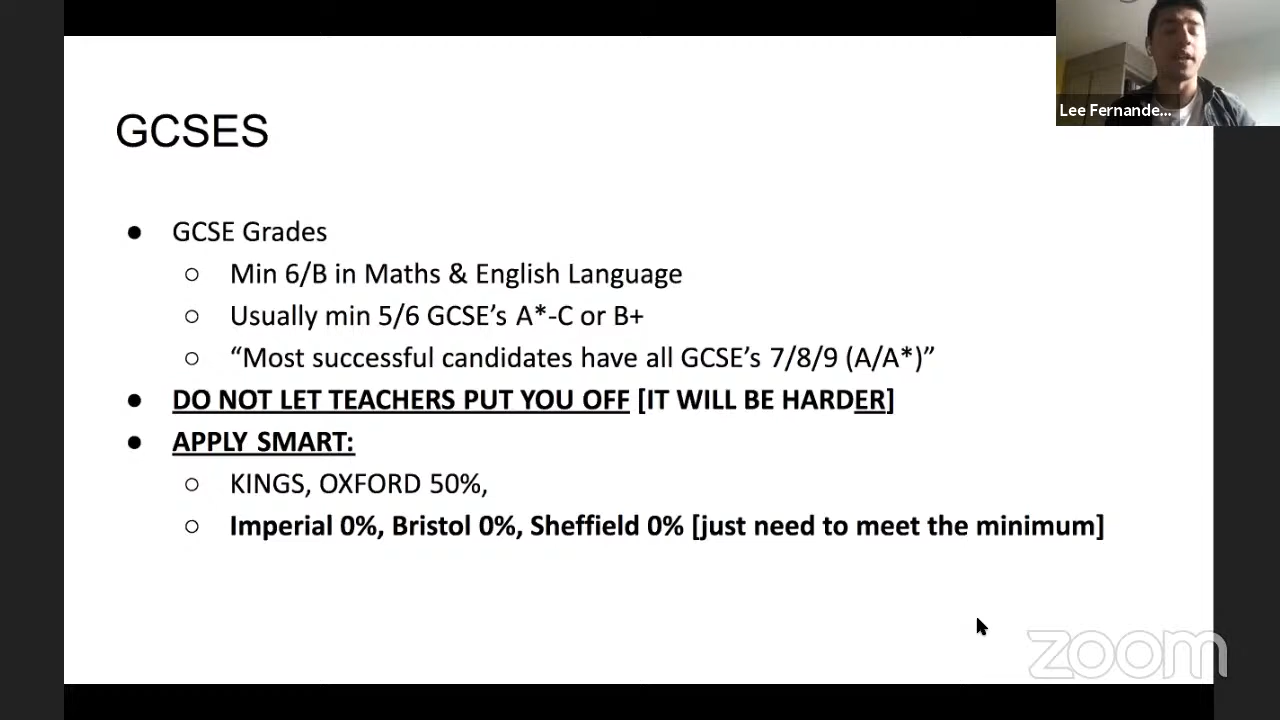 Lee Fernande...
GCSES
● GCSE Grades
○ Min 6/B in Maths & English Language
○ Usually min 5/6 GCSE’s A*-C or B+
○ “Most successful candidates have all GCSE’s 7/8/9 (A/A*)”
● DO NOT LET TEACHERS PUT YOU OFF [IT WILL BE HARDER]
● APPLY SMART:
○ KINGS, OXFORD 50%,
○ Imperial 0%, Bristol 0%, Sheffield 0% [just need to meet the minimum]
zoom